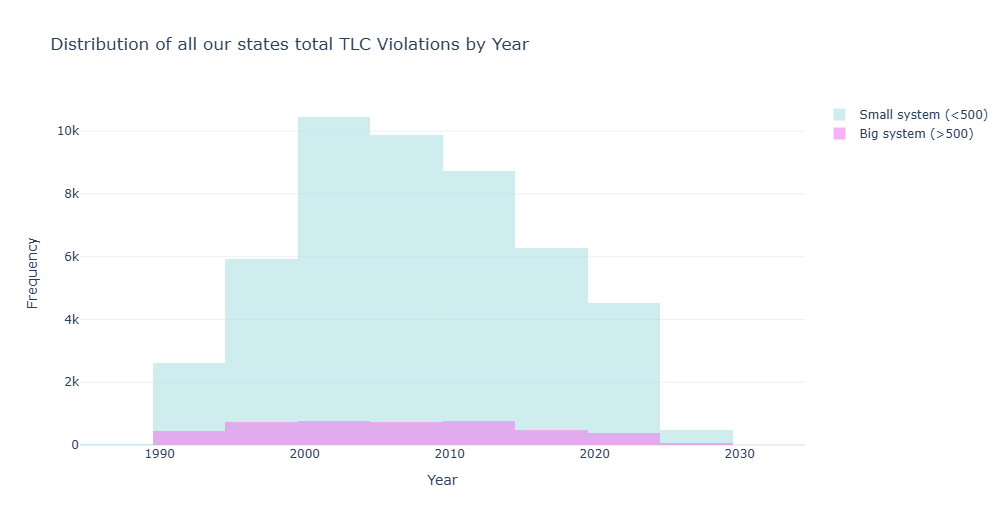 Distribution of all our states total TLC Violations by Year
Small system (<500)
Big system (>500)
Frequency
10k
8k
6k
4k
2k
0
1990
2000
2010
2020
2030
Year